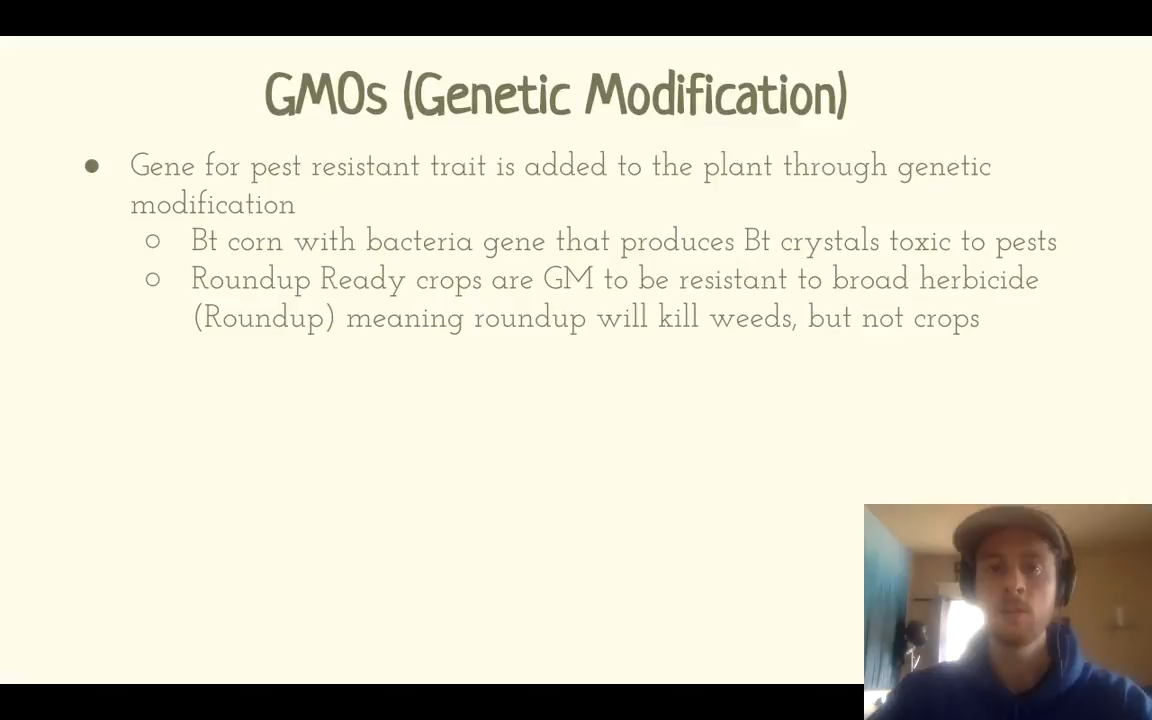 GMOs (Genetic Modification)
● Gene for pest resistant trait is added to the plant through genetic
modification
○ Bt corn with bacteria gene that produces Bt crystals toxic to pests
○ Roundup Ready crops are GM to be resistant to broad herbicide
(Roundup) meaning roundup will kill weeds, but not crops